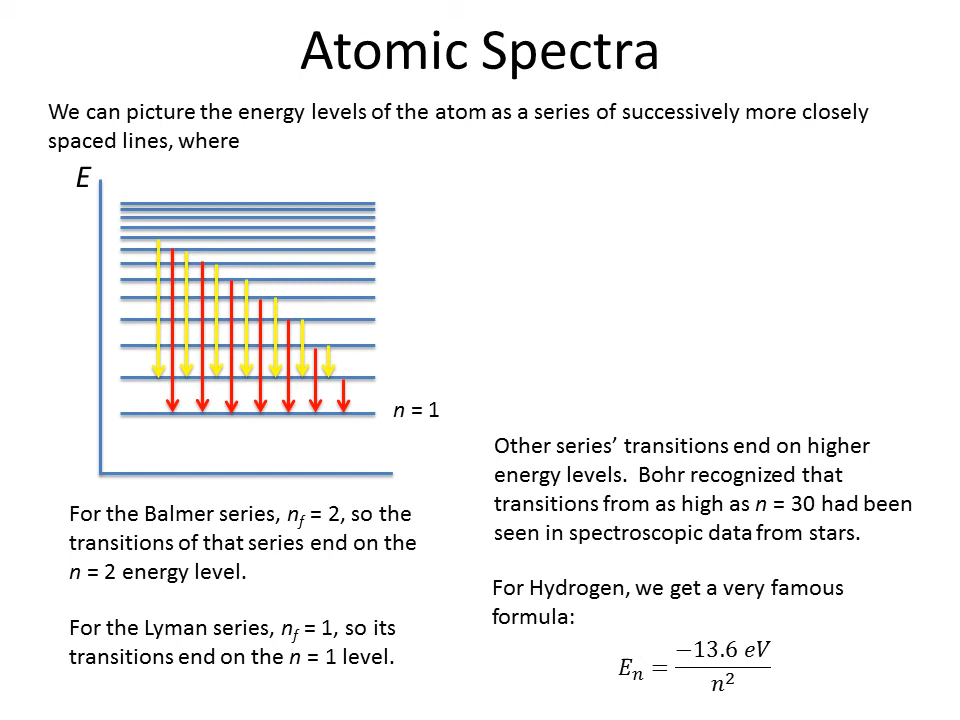 Atomic Spectra
We can picture the energy levels of the atom as a series of successively more closely
spaced lines, where
E
n = 1
For the Balmer series, n_f = 2, so the
transitions of that series end on the
n = 2 energy level.
For the Lyman series, n_f = 1, so its
transitions end on the n = 1 level.
Other series’ transitions end on higher
energy levels.  Bohr recognized that
transitions from as high as n = 30 had been
seen in spectroscopic data from stars.
For Hydrogen, we get a very famous
formula:
E_n = −13.6 eV / n²